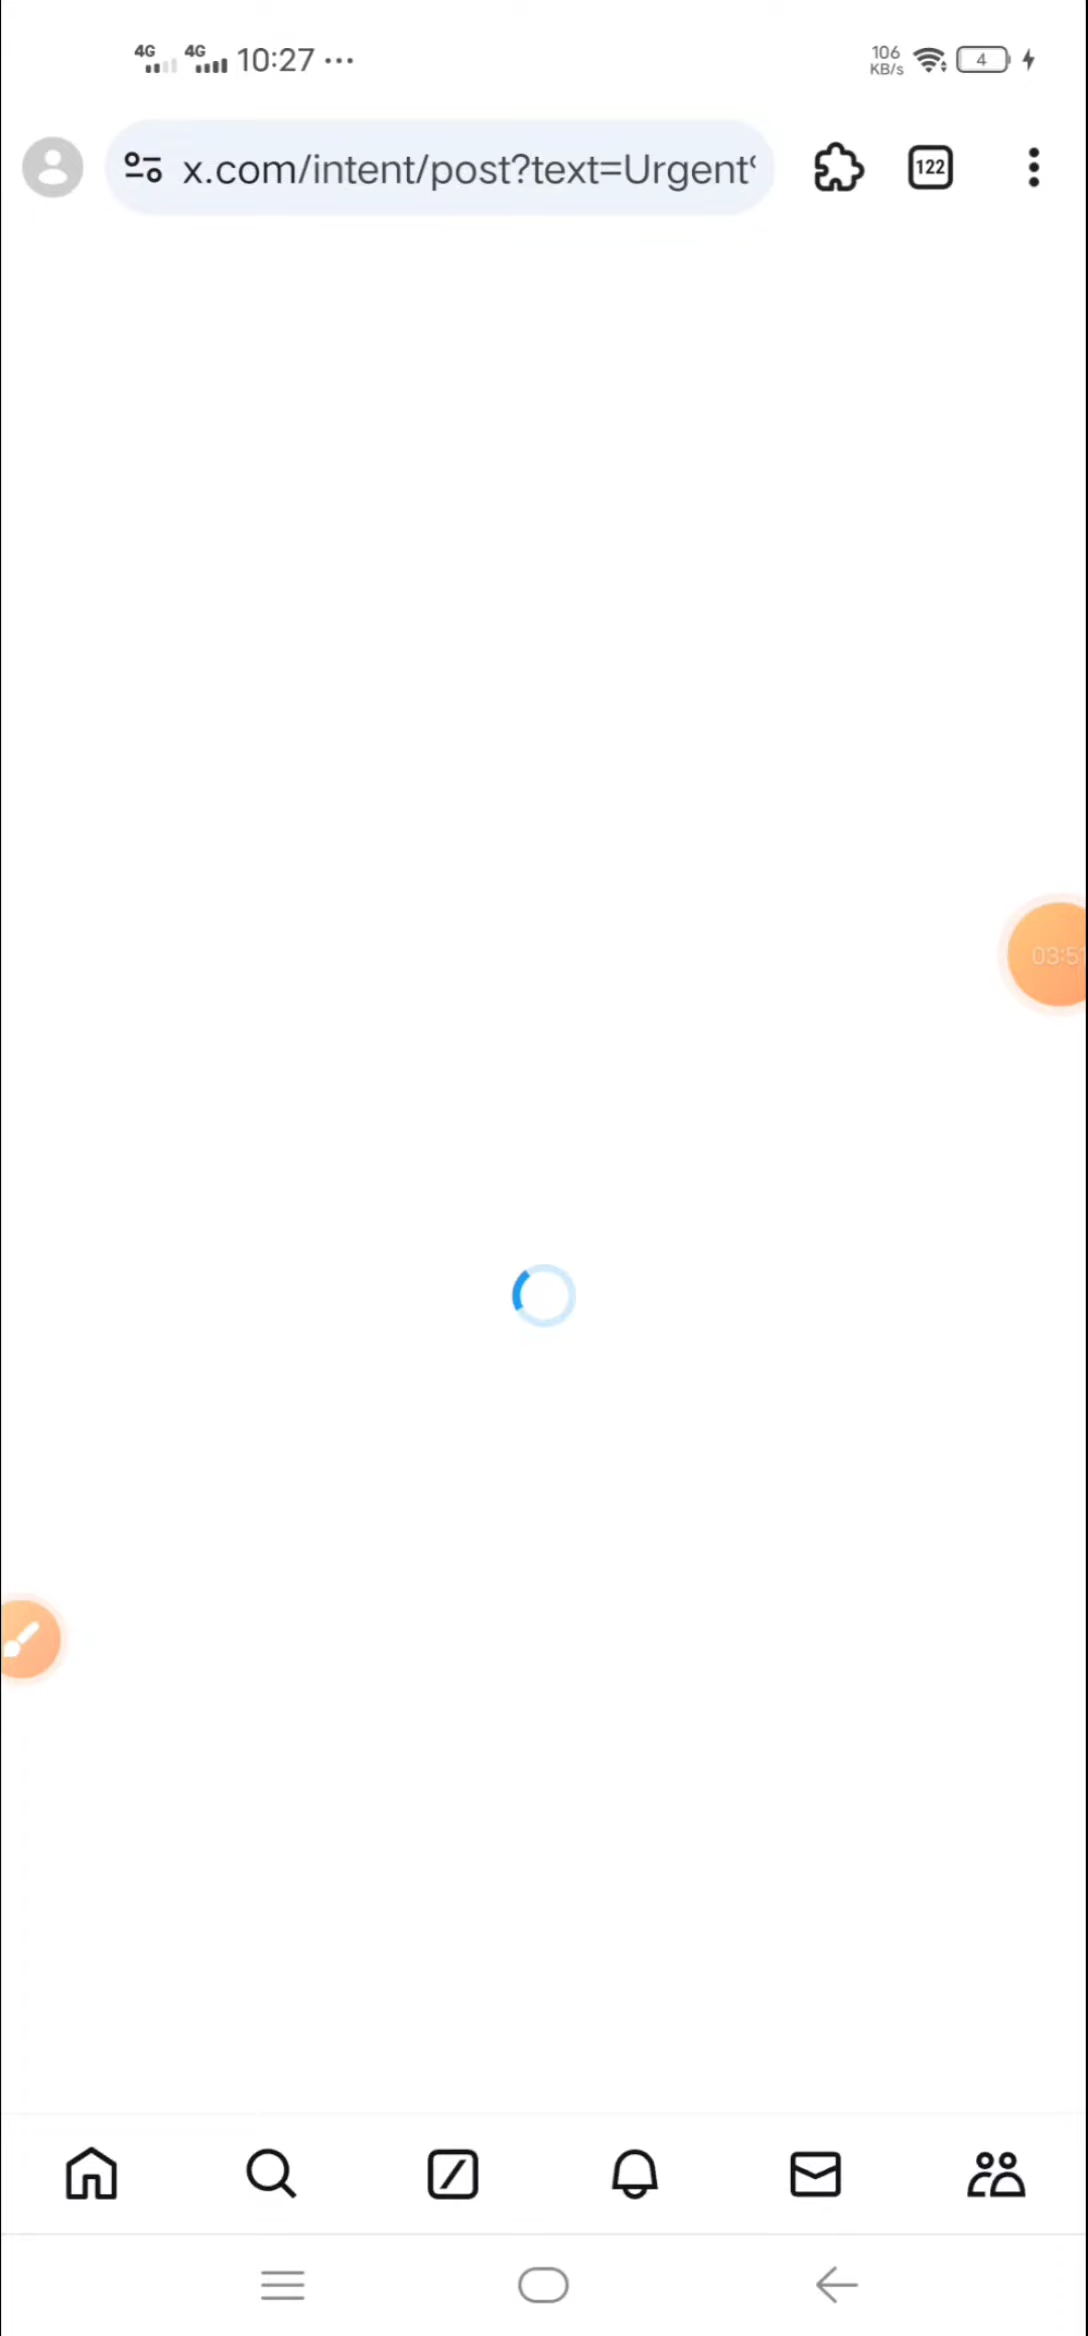 4G 4G 10:27 ...
106 KB/s
4
x.com/intent/post?text=Urgent
122
03:5